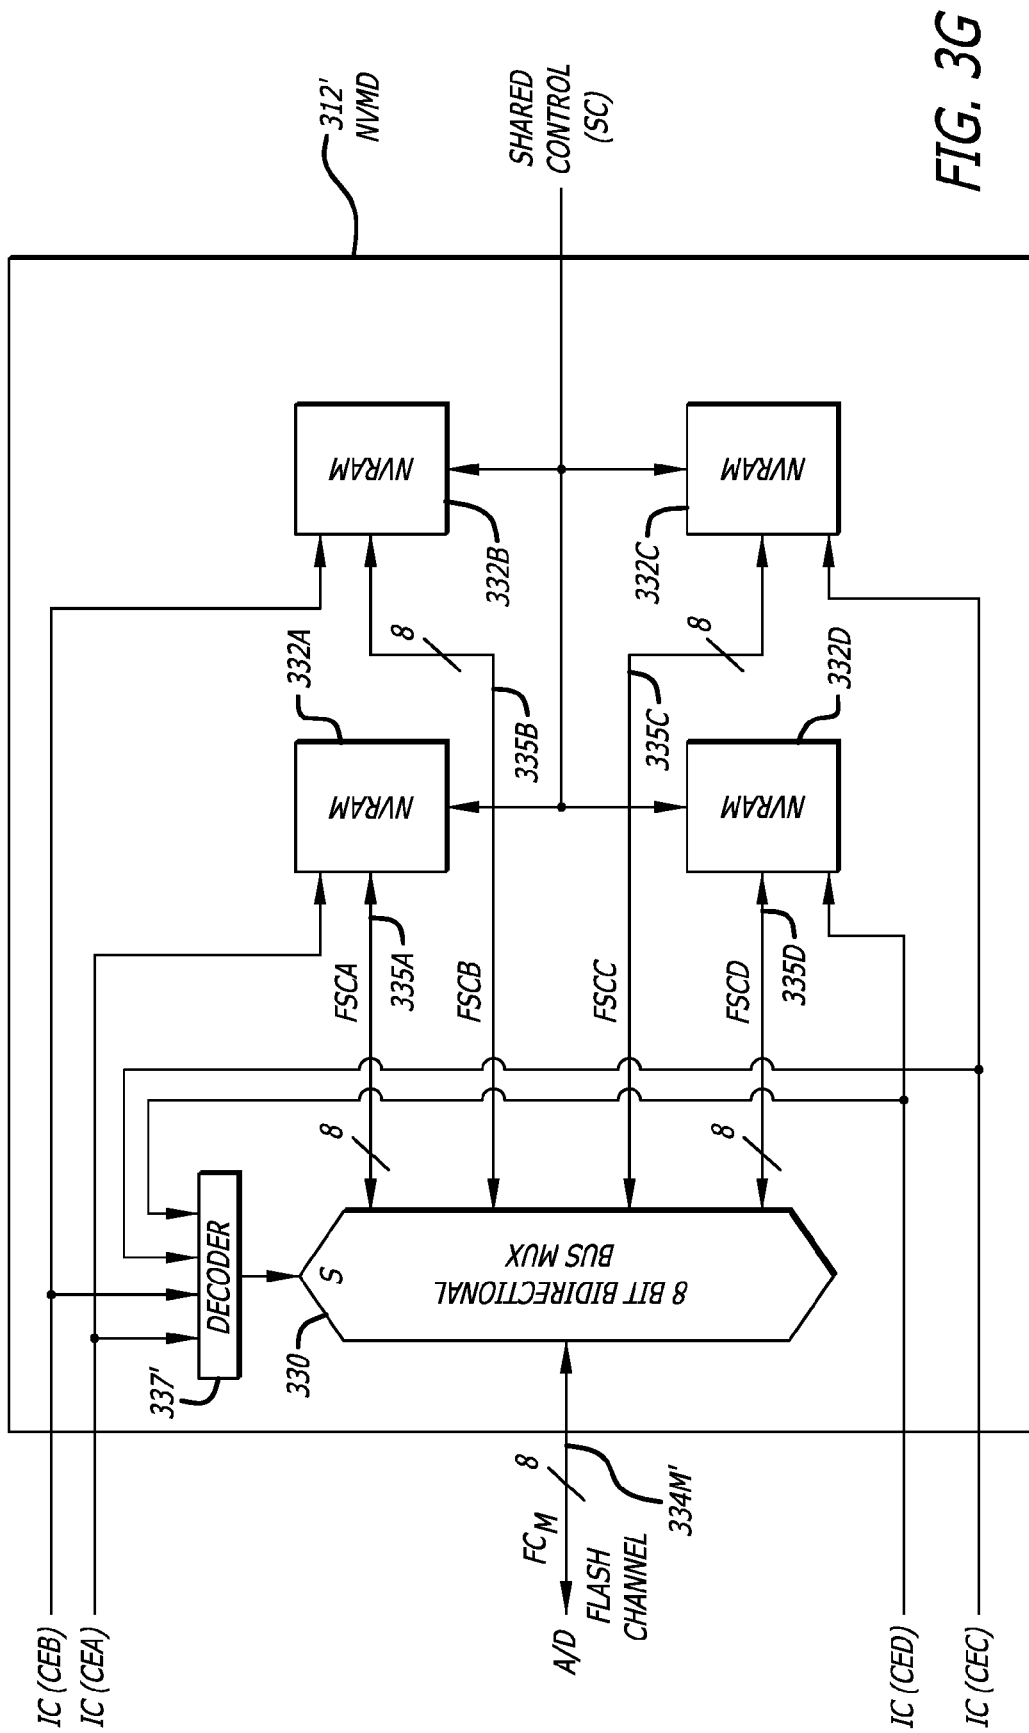 312'
NVMD
SHARED
CONTROL
(SC)
FIG. 3G
NVRAM
332B
NVRAM
332C
8
8
332A
335B
335C
332D
NVRAM
NVRAM
FSCA
335A
FSCB
FSCC
FSCD
335D
8
8
DECODER
337'
S
330
8 BIT BIDIRECTIONAL
BUS MUX
8
334M'
FCM
A/D
FLASH
CHANNEL
IC (CEB)
IC (CEA)
IC (CED)
IC (CEC)